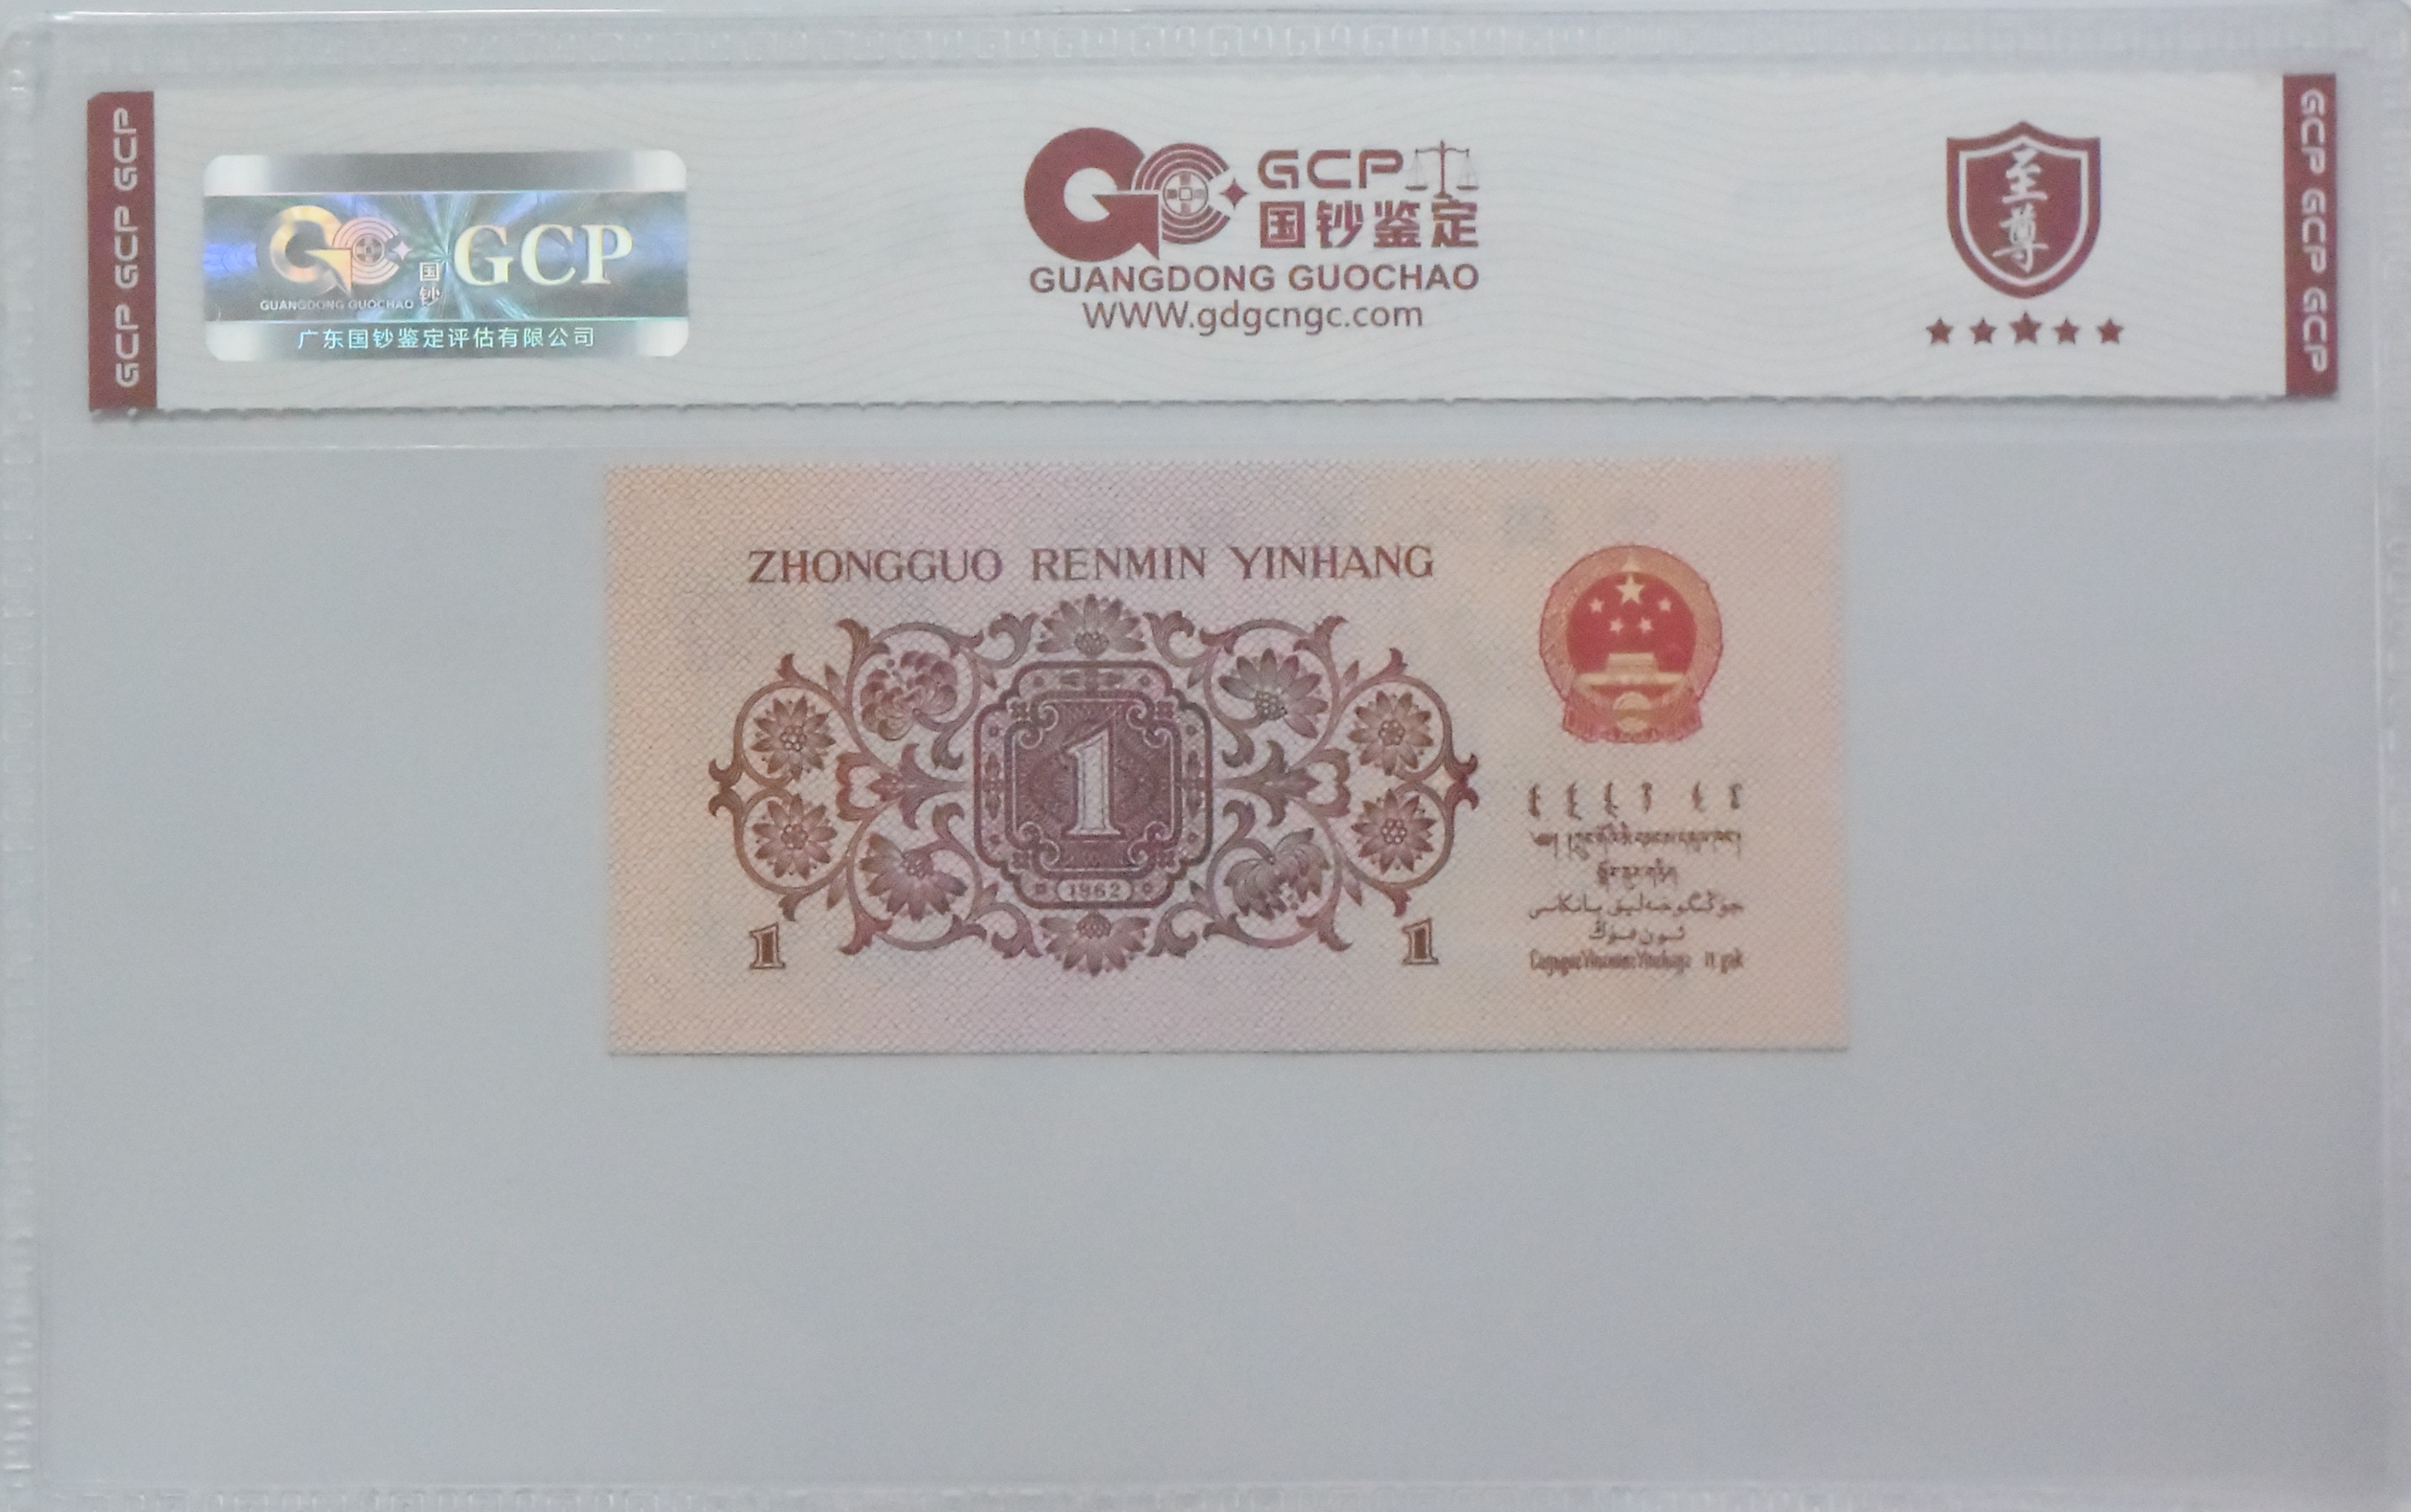 GCP GCP GCP
GCP
国钞
GUANGDONG GUOCHAO
广东国钞鉴定评估有限公司
GCP
国钞鉴定
GUANGDONG GUOCHAO
WWW.gdgcngc.com
至尊
GCP GCP GCP
ZHONGGUO RENMIN YINHANG
1
1962
1
1